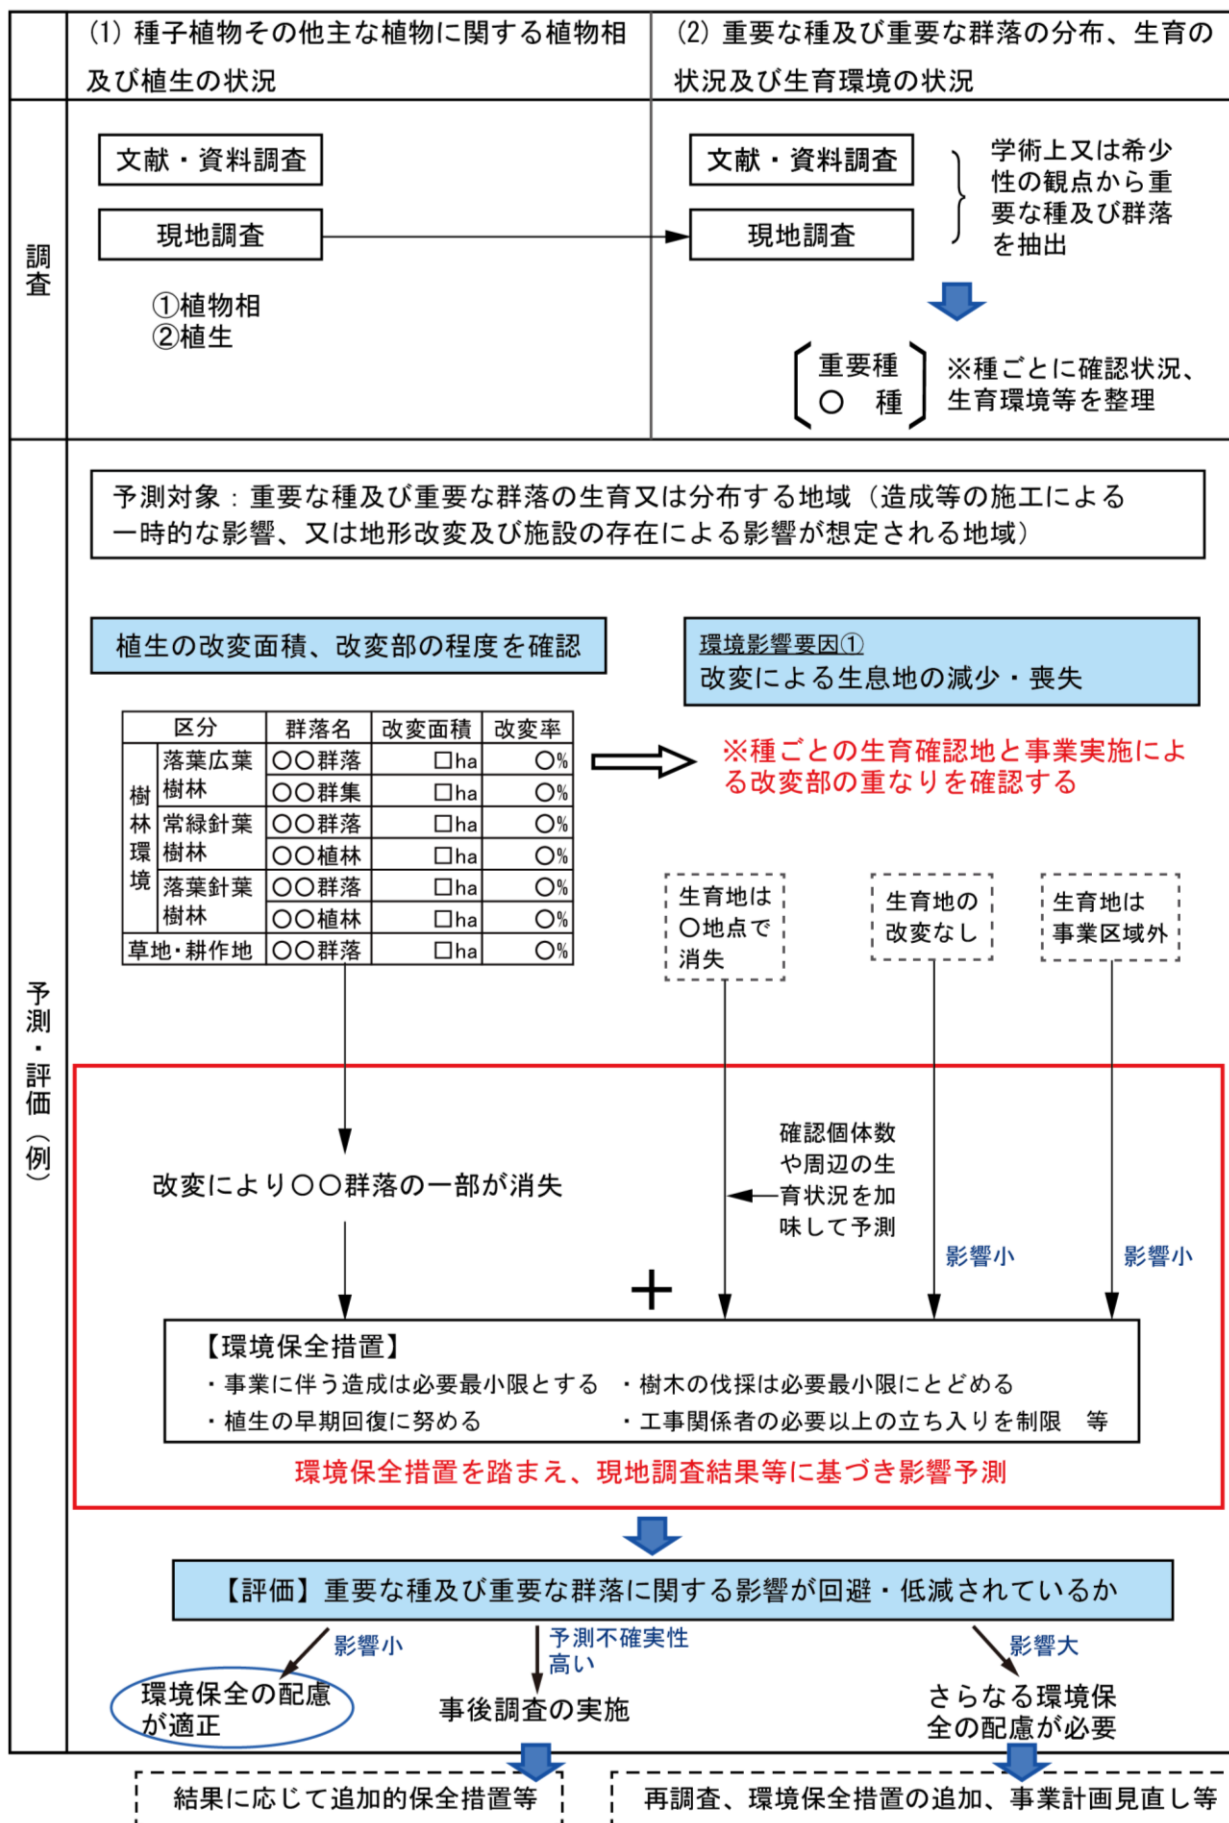 (1) 種子植物その他主な植物に関する植物相
及び植生の状況
(2) 重要な種及び重要な群落の分布、生育の
状況及び生育環境の状況
調査
文献・資料調査
現地調査
①植物相
②植生
文献・資料調査
現地調査
学術上又は希少
性の観点から重
要な種及び群落
を抽出
重要種
〇 種
※種ごとに確認状況、
生育環境等を整理
予測・評価(例)
予測対象:重要な種及び重要な群落の生育又は分布する地域(造成等の施工による
一時的な影響、又は地形改変及び施設の存在による影響が想定される地域)
植生の改変面積、改変部の程度を確認
環境影響要因①
改変による生息地の減少・喪失
区分 群落名 改変面積 改変率
樹林環境
落葉広葉
樹林
〇〇群落 □ha 〇%
〇〇群集 □ha 〇%
常緑針葉
樹林
〇〇群落 □ha 〇%
〇〇植林 □ha 〇%
落葉針葉
樹林
〇〇群落 □ha 〇%
〇〇植林 □ha 〇%
草地・耕作地 〇〇群落 □ha 〇%
※種ごとの生育確認地と事業実施によ
る改変部の重なりを確認する
生育地は
〇地点で
消失
生育地の
改変なし
生育地は
事業区域外
改変により〇〇群落の一部が消失
確認個体数
や周辺の生
育状況を加
味して予測
影響小
影響小
+
【環境保全措置】
・事業に伴う造成は必要最小限とする ・樹木の伐採は必要最小限にとどめる
・植生の早期回復に努める ・工事関係者の必要以上の立ち入りを制限 等
環境保全措置を踏まえ、現地調査結果等に基づき影響予測
【評価】重要な種及び重要な群落に関する影響が回避・低減されているか
影響小
予測不確実性
高い
影響大
環境保全の配慮
が適正
事後調査の実施
さらなる環境保
全の配慮が必要
結果に応じて追加的保全措置等
再調査、環境保全措置の追加、事業計画見直し等